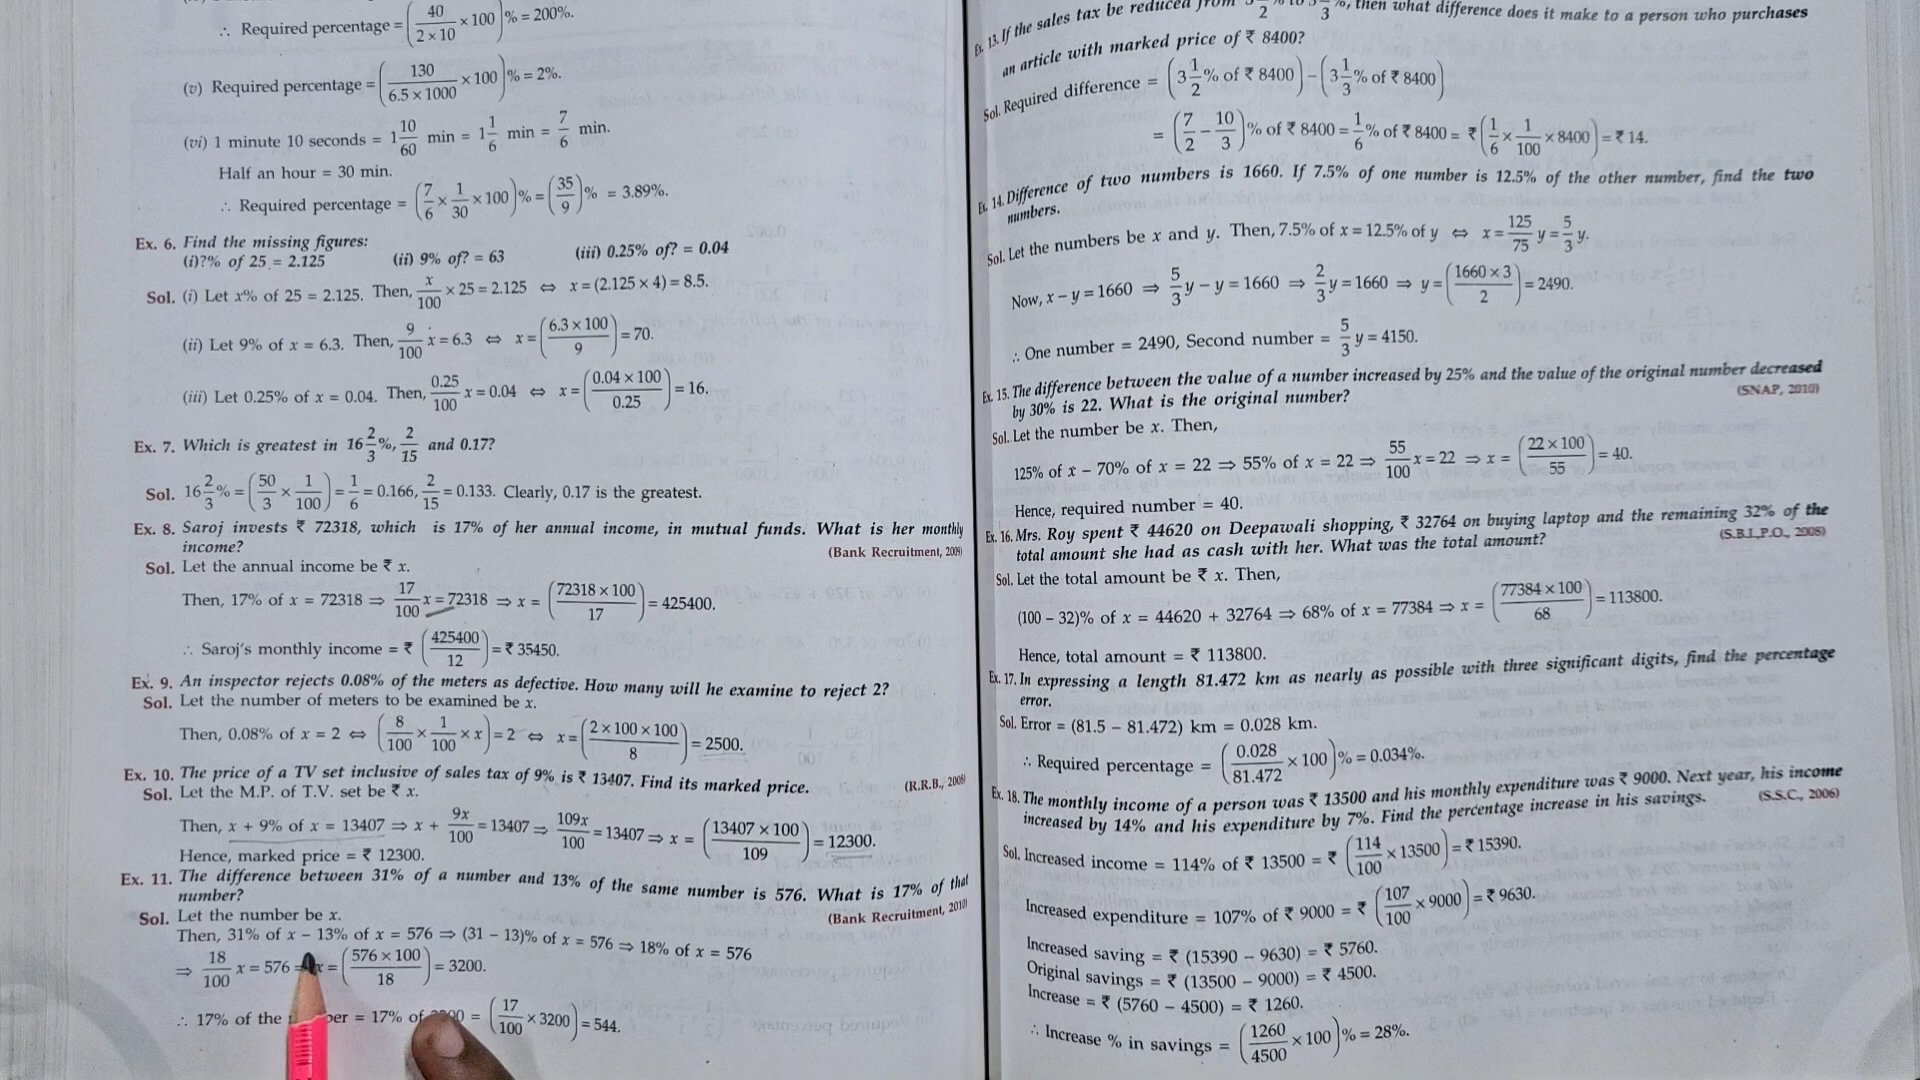 ∴ Required percentage = (40/(2 × 10) × 100)% = 200%.
(v) Required percentage = (130/(6.5 × 1000) × 100)% = 2%.
(vi) 1 minute 10 seconds = 1 10/60 min = 1 1/6 min = 7/6 min.
Half an hour = 30 min.
∴ Required percentage = (7/6 × 1/30 × 100)% = (35/9)% = 3.89%.
Ex. 6. Find the missing figures:
(i)?% of 25 = 2.125 (ii) 9% of? = 63 (iii) 0.25% of? = 0.04
Sol. (i) Let x% of 25 = 2.125. Then, x/100 × 25 = 2.125 ⇔ x = (2.125 × 4) = 8.5.
(ii) Let 9% of x = 6.3. Then, 9/100 x = 6.3 ⇔ x = ((6.3 × 100)/9) = 70.
(iii) Let 0.25% of x = 0.04. Then, 0.25/100 x = 0.04 ⇔ x = ((0.04 × 100)/0.25) = 16.
Ex. 7. Which is greatest in 16 2/3 %, 2/15 and 0.17?
Sol. 16 2/3 % = (50/3 × 1/100) = 1/6 = 0.166, 2/15 = 0.133. Clearly, 0.17 is the greatest.
Ex. 8. Saroj invests ₹ 72318, which is 17% of her annual income, in mutual funds. What is her monthly
income? (Bank Recruitment, 2009)
Sol. Let the annual income be ₹ x.
Then, 17% of x = 72318 ⇒ 17/100 x = 72318 ⇒ x = ((72318 × 100)/17) = 425400.
∴ Saroj's monthly income = ₹ (425400/12) = ₹ 35450.
Ex. 9. An inspector rejects 0.08% of the meters as defective. How many will he examine to reject 2?
Sol. Let the number of meters to be examined be x.
Then, 0.08% of x = 2 ⇔ (8/100 × 1/100 × x) = 2 ⇔ x = ((2 × 100 × 100)/8) = 2500.
Ex. 10. The price of a TV set inclusive of sales tax of 9% is ₹ 13407. Find its marked price.
Sol. Let the M.P. of T.V. set be ₹ x. (R.R.B., 2008)
Then, x + 9% of x = 13407 ⇒ x + 9x/100 = 13407 ⇒ 109x/100 = 13407 ⇒ x = ((13407 × 100)/109) = 12300.
Hence, marked price = ₹ 12300.
Ex. 11. The difference between 31% of a number and 13% of the same number is 576. What is 17% of that
number? (Bank Recruitment, 2010)
Sol. Let the number be x.
Then, 31% of x – 13% of x = 576 ⇒ (31 – 13)% of x = 576 ⇒ 18% of x = 576
⇒ 18/100 x = 576 x = ((576 × 100)/18) = 3200.
∴ 17% of the = 17% of = (17/100 × 3200) = 544.
Ex. 13. If the sales tax be reduced from 1/2 % to 1/3 %, then what difference does it make to a person who purchases
an article with marked price of ₹ 8400?
Sol. Required difference = (3 1/2 % of ₹ 8400) – (3 1/3 % of ₹ 8400)
= (7/2 – 10/3)% of ₹ 8400 = 1/6 % of ₹ 8400 = ₹ (1/6 × 1/100 × 8400) = ₹ 14.
Ex. 14. Difference of two numbers is 1660. If 7.5% of one number is 12.5% of the other number, find the two
numbers.
Sol. Let the numbers be x and y. Then, 7.5% of x = 12.5% of y ⇔ x = 125/75 y = 5/3 y.
Now, x – y = 1660 ⇒ 5/3 y – y = 1660 ⇒ 2/3 y = 1660 ⇒ y = ((1660 × 3)/2) = 2490.
∴ One number = 2490, Second number = 5/3 y = 4150.
Ex. 15. The difference between the value of a number increased by 25% and the value of the original number decreased
by 30% is 22. What is the original number? (SNAP, 2010)
Sol. Let the number be x. Then,
125% of x – 70% of x = 22 ⇒ 55% of x = 22 ⇒ 55/100 x = 22 ⇒ x = ((22 × 100)/55) = 40.
Hence, required number = 40.
Ex. 16. Mrs. Roy spent ₹ 44620 on Deepawali shopping, ₹ 32764 on buying laptop and the remaining 32% of the
total amount she had as cash with her. What was the total amount? (S.B.I.P.O., 2008)
Sol. Let the total amount be ₹ x. Then,
(100 – 32)% of x = 44620 + 32764 ⇒ 68% of x = 77384 ⇒ x = ((77384 × 100)/68) = 113800.
Hence, total amount = ₹ 113800.
Ex. 17. In expressing a length 81.472 km as nearly as possible with three significant digits, find the percentage
error.
Sol. Error = (81.5 – 81.472) km = 0.028 km.
∴ Required percentage = (0.028/81.472 × 100)% = 0.034%.
Ex. 18. The monthly income of a person was ₹ 13500 and his monthly expenditure was ₹ 9000. Next year, his income
increased by 14% and his expenditure by 7%. Find the percentage increase in his savings. (S.S.C., 2006)
Sol. Increased income = 114% of ₹ 13500 = ₹ (114/100 × 13500) = ₹ 15390.
Increased expenditure = 107% of ₹ 9000 = ₹ (107/100 × 9000) = ₹ 9630.
Increased saving = ₹ (15390 – 9630) = ₹ 5760.
Original savings = ₹ (13500 – 9000) = ₹ 4500.
Increase = ₹ (5760 – 4500) = ₹ 1260.
∴ Increase % in savings = (1260/4500 × 100)% = 28%.